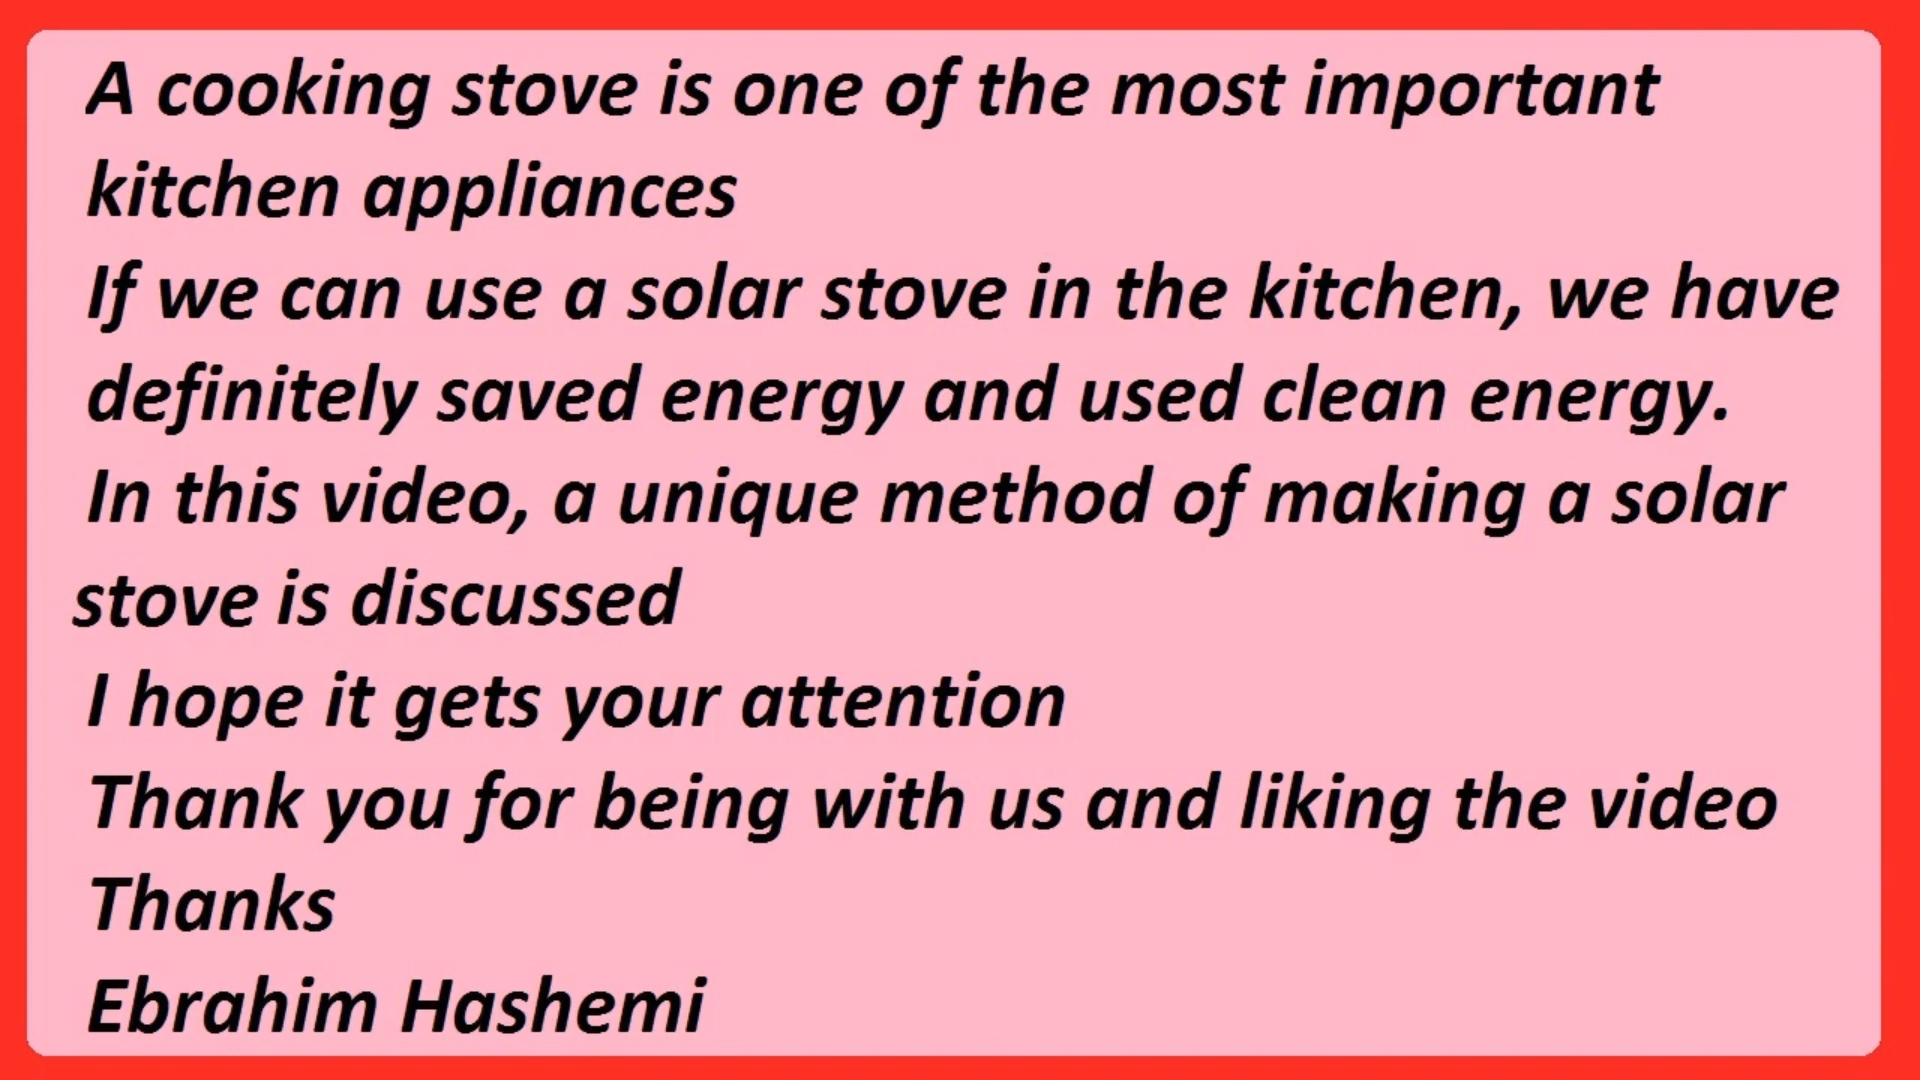 A cooking stove is one of the most important
kitchen appliances
If we can use a solar stove in the kitchen, we have
definitely saved energy and used clean energy.
In this video, a unique method of making a solar
stove is discussed
I hope it gets your attention
Thank you for being with us and liking the video
Thanks
Ebrahim Hashemi